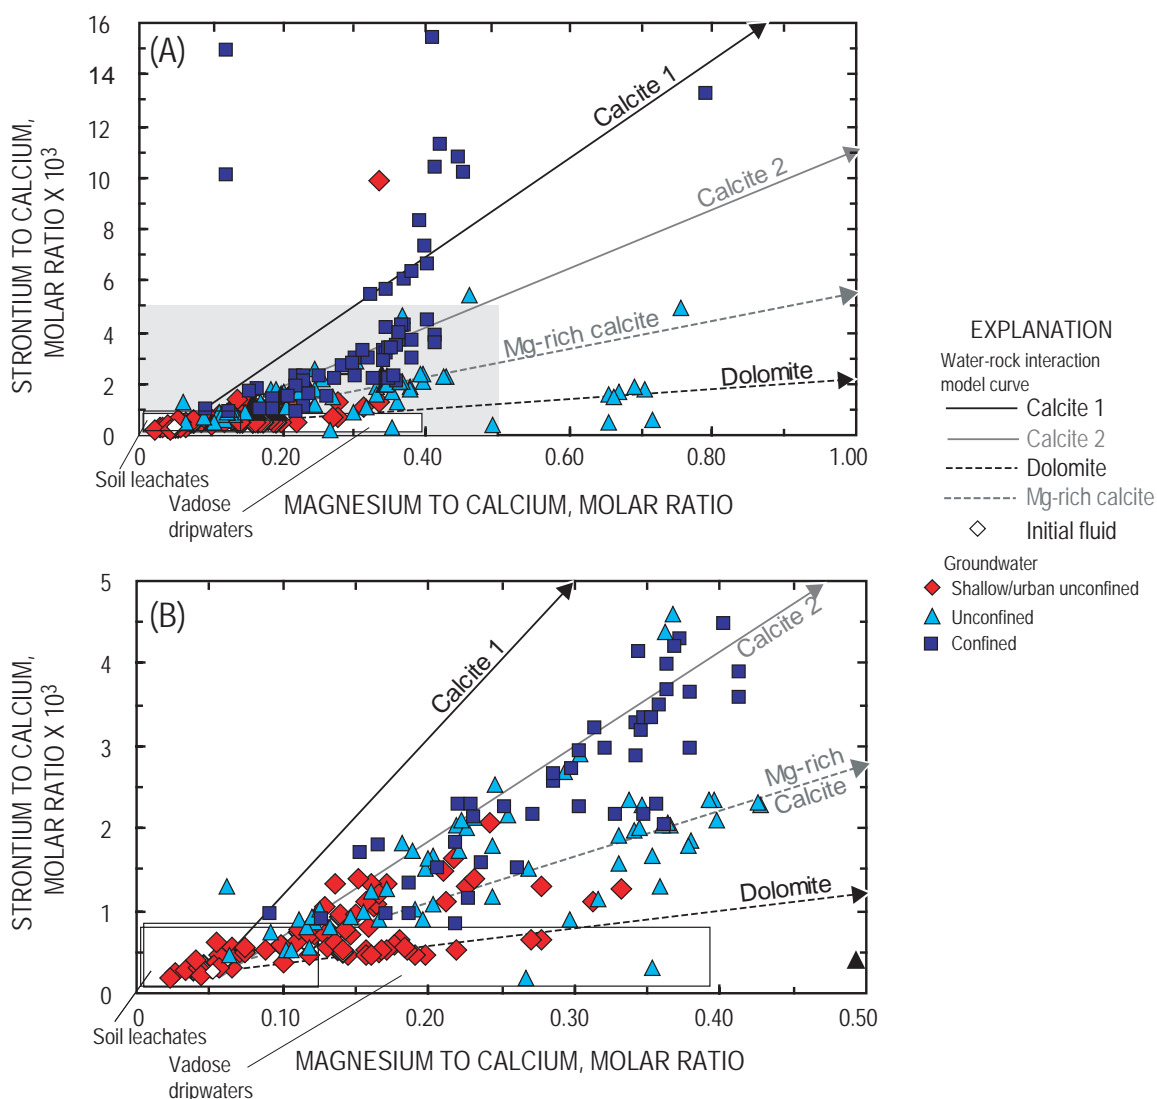 (A)
STRONTIUM TO CALCIUM,
MOLAR RATIO X 10³
16
14
12
10
8
6
4
2
0
Calcite 1
Calcite 2
Mg-rich calcite
Dolomite
0
0.20
0.40
0.60
0.80
1.00
Soil leachates
Vadose
dripwaters
MAGNESIUM TO CALCIUM, MOLAR RATIO
EXPLANATION
Water-rock interaction
model curve
Calcite 1
Calcite 2
Dolomite
Mg-rich calcite
Initial fluid
Groundwater
Shallow/urban unconfined
Unconfined
Confined
(B)
STRONTIUM TO CALCIUM,
MOLAR RATIO X 10³
5
4
3
2
1
0
Calcite 1
Calcite 2
Mg-rich
Calcite
Dolomite
0
0.10
0.20
0.30
0.40
0.50
Soil leachates
Vadose
dripwaters
MAGNESIUM TO CALCIUM, MOLAR RATIO